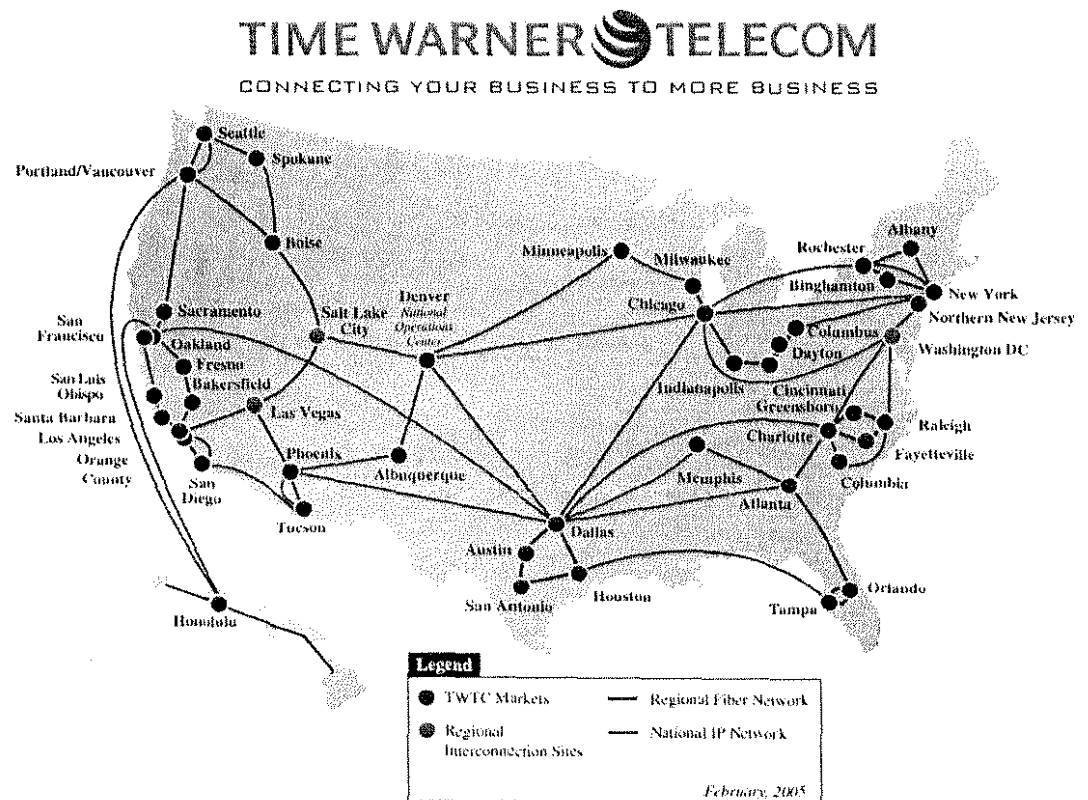 TIME WARNER TELECOM
CONNECTING YOUR BUSINESS TO MORE BUSINESS
Seattle
Spokane
Portland/Vancouver
Boise
Albany
Rochester
Minneapolis
Milwaukee
Binghamton
New York
Denver
National
Operations
Center
Chicago
Northern New Jersey
Sacramento
Salt Lake
City
San
Francisco
Oakland
Columbus
Washington DC
Dayton
Fresno
Bakersfield
San Luis
Obispo
Indianapolis
Cincinnati
Greensboro
Las Vegas
Santa Barbara
Los Angeles
Raleigh
Charlotte
Orange
County
Phoenix
Albuquerque
Fayetteville
San
Diego
Memphis
Columbia
Atlanta
Tucson
Dallas
Austin
Orlando
San Antonio
Houston
Tampa
Honolulu
Legend
TWTC Markets
Regional Fiber Network
Regional
Interconnection Sites
National IP Network
February, 2005